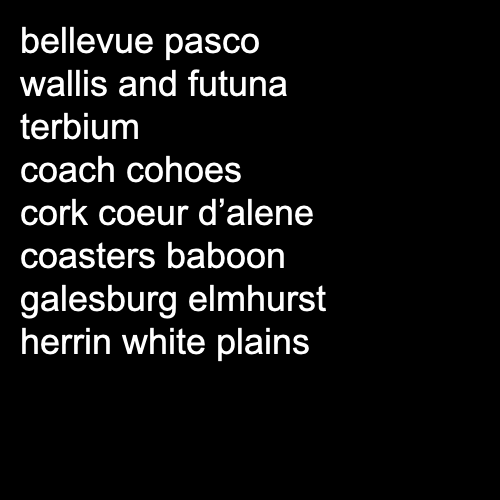 bellevue pasco
wallis and futuna
terbium
coach cohoes
cork coeur d’alene
coasters baboon
galesburg elmhurst
herrin white plains